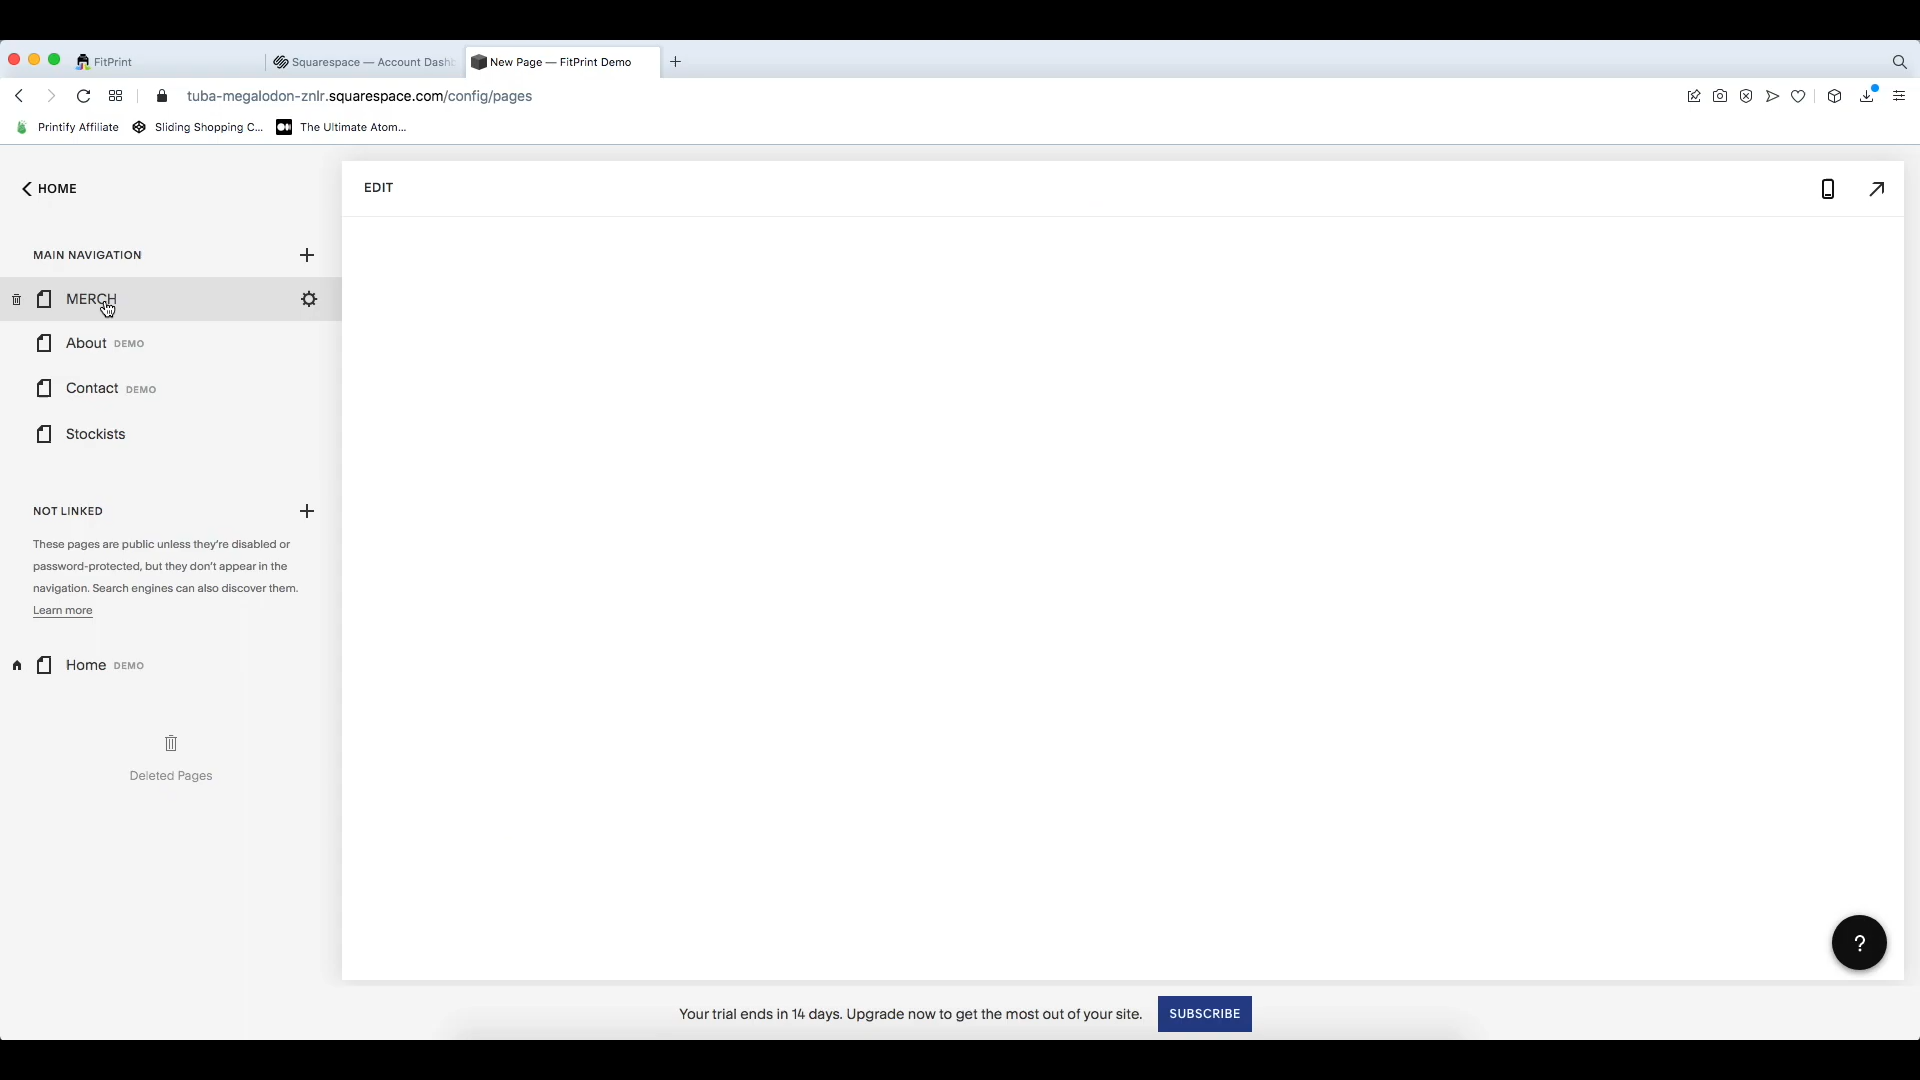 FitPrint
Squarespace — Account Dashb
New Page — FitPrint Demo
tuba-megalodon-znlr.squarespace.com/config/pages
Printify Affiliate
Sliding Shopping C...
The Ultimate Atom...
HOME
EDIT
MAIN NAVIGATION
MERCH
About DEMO
Contact DEMO
Stockists
NOT LINKED
These pages are public unless they're disabled or
password-protected, but they don't appear in the
navigation. Search engines can also discover them.
Learn more
Home DEMO
Deleted Pages
?
Your trial ends in 14 days. Upgrade now to get the most out of your site.
SUBSCRIBE